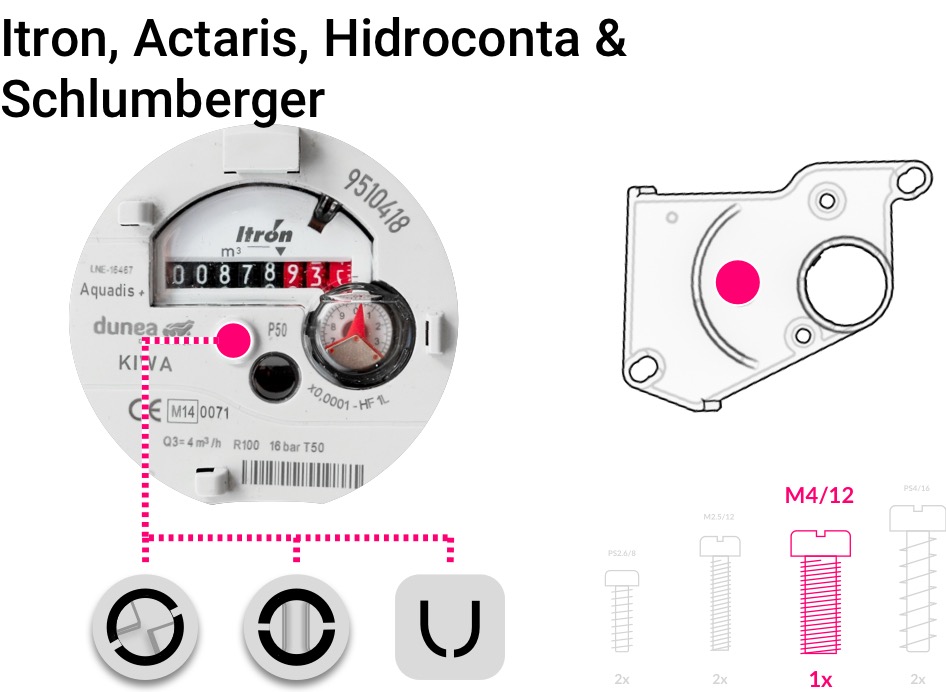 Itron, Actaris, Hidroconta &
Schlumberger
9510418
Itron
m³
0 0 8 7 8 9 3
LNE-16467
Aquadis +
dunea
P50
KIWA
x0,0001 - HF 1L
CE M14 0071
Q3= 4 m³/h R100 16 bar T50
M4/12
PS4/16
M2.5/12
PS2.6/8
2x
2x
1x
2x